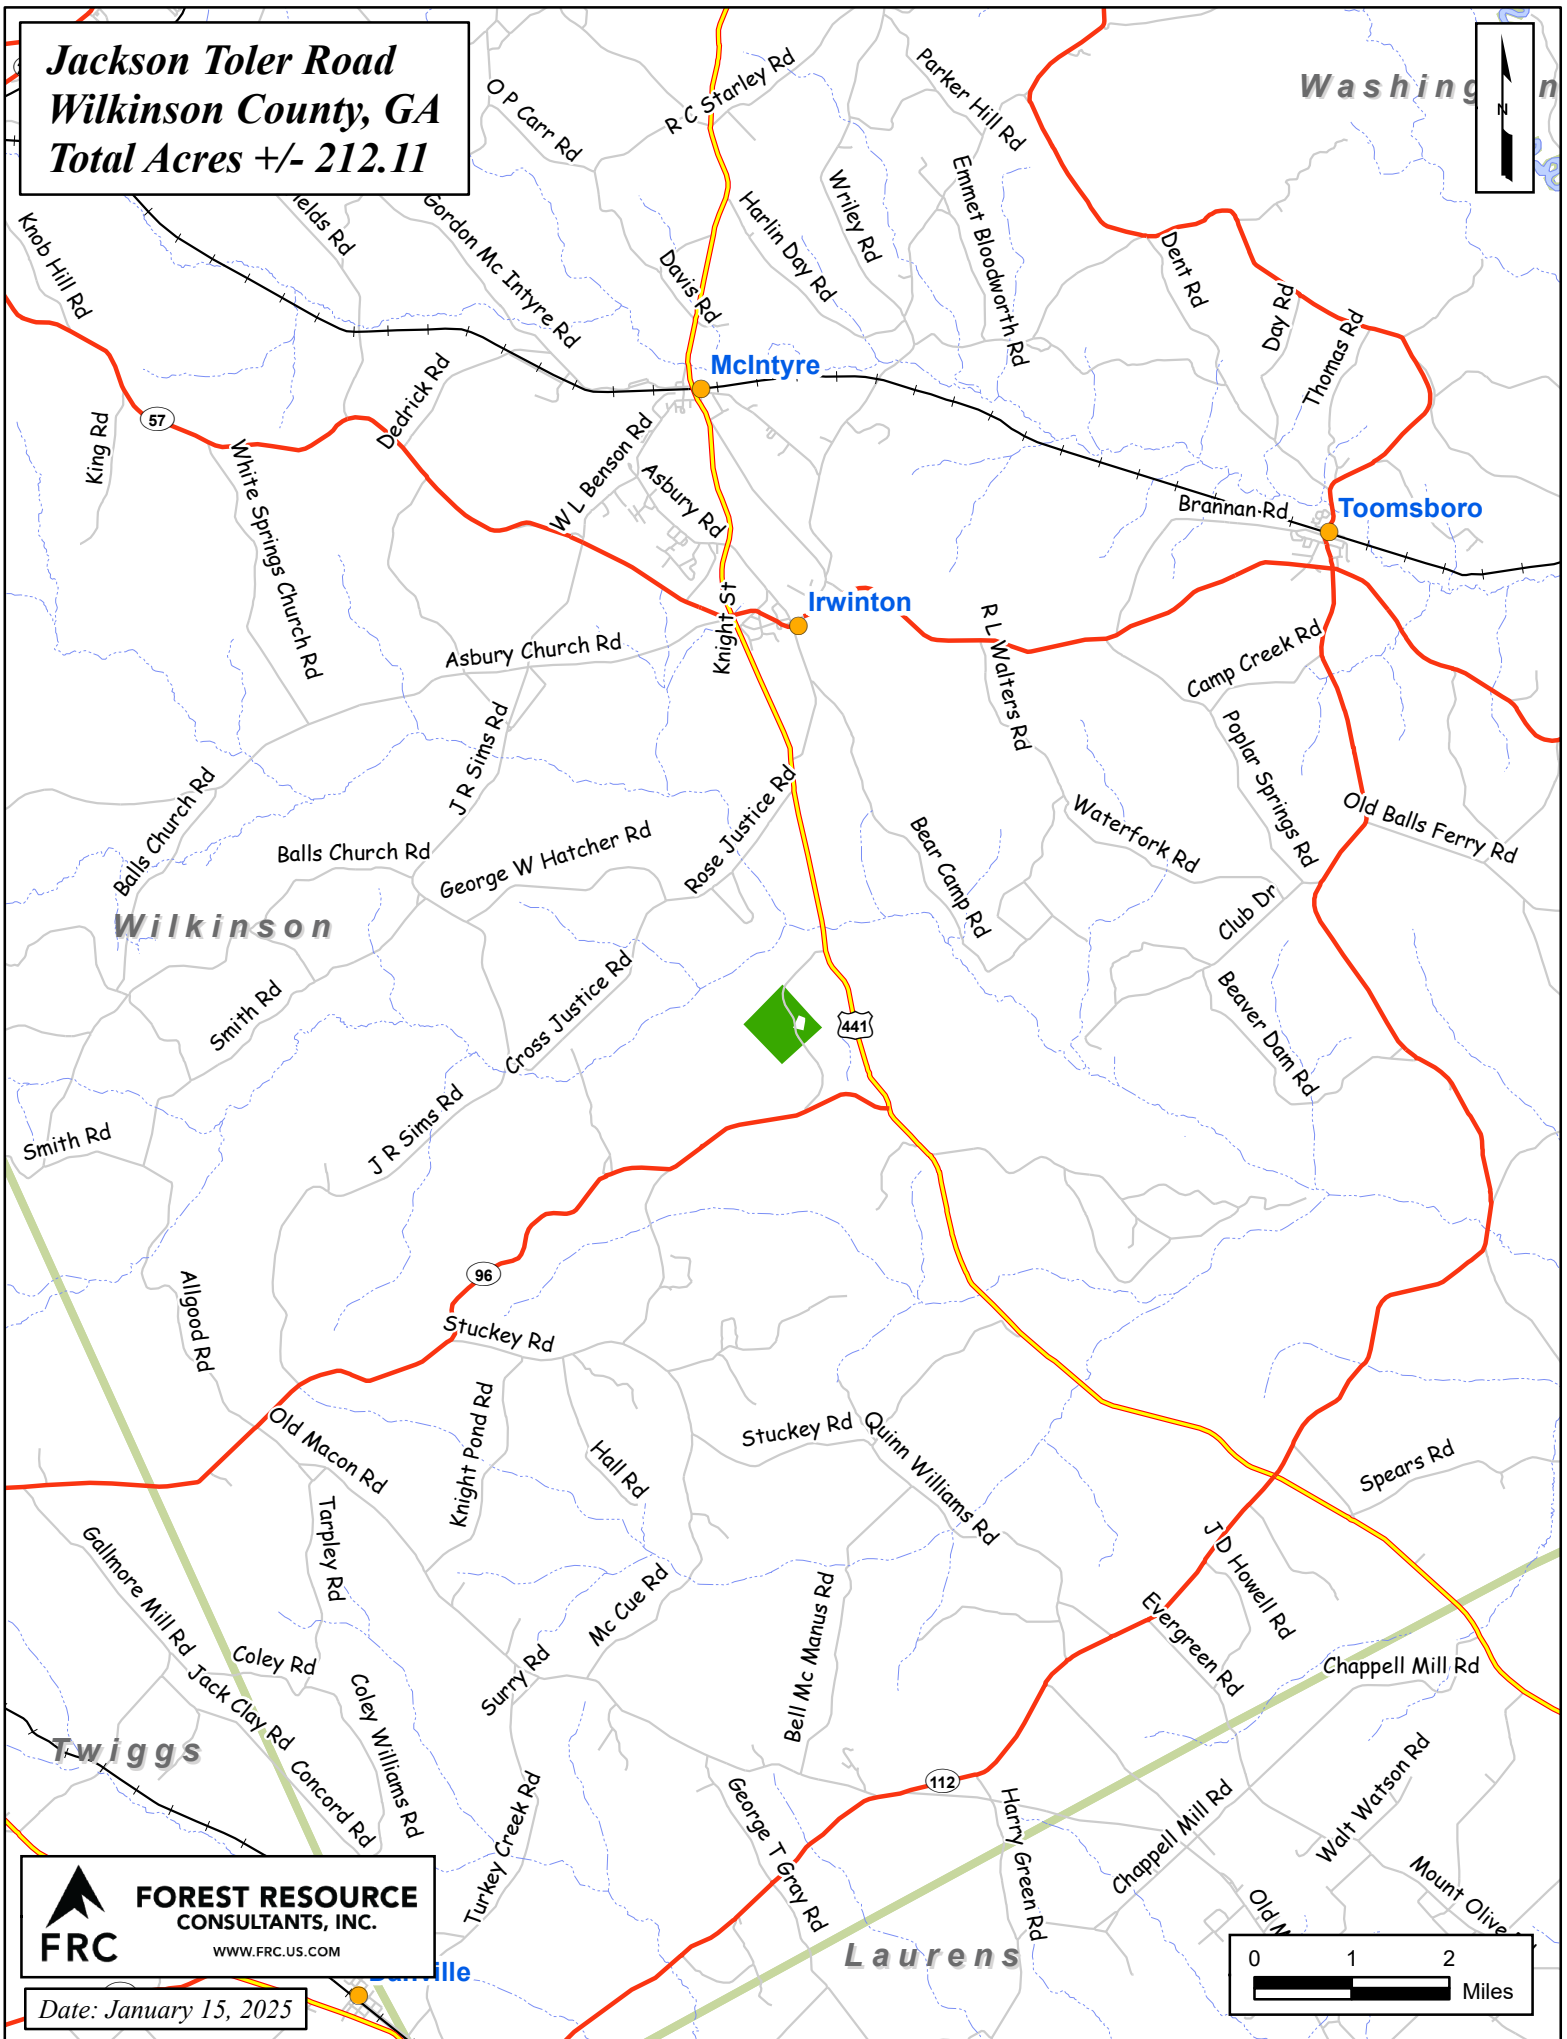 Jackson Toler Road
Wilkinson County, GA
Total Acres +/- 212.11
N
O P Carr Rd
R C Starley Rd
Parker Hill Rd
Knob Hill Rd
Gordon Mc Intyre Rd
Davis Rd
Harlin Day Rd
Wriley Rd
Emmet Bloodworth Rd
Dent Rd
Day Rd
Thomas Rd
McIntyre
King Rd
57
Dedrick Rd
White Springs Church Rd
W L Benson Rd
Asbury Rd
Brannan Rd
Toomsboro
Knight St
Irwinton
Asbury Church Rd
R L Walters Rd
Camp Creek Rd
J R Sims Rd
Poplar Springs Rd
Balls Church Rd
Balls Church Rd
George W Hatcher Rd
Rose Justice Rd
Bear Camp Rd
Waterfork Rd
Old Balls Ferry Rd
Wilkinson
Club Dr
Smith Rd
Cross Justice Rd
441
Beaver Dam Rd
Smith Rd
J R Sims Rd
Allgood Rd
96
Stuckey Rd
Old Macon Rd
Knight Pond Rd
Hall Rd
Stuckey Rd
Quinn Williams Rd
Spears Rd
Gallmore Mill Rd
Tarpley Rd
Mc Cue Rd
Bell Mc Manus Rd
J D Howell Rd
Evergreen Rd
Coley Rd
Surry Rd
Chappell Mill Rd
Jack Clay Rd
Coley Williams Rd
Twiggs
Concord Rd
Turkey Creek Rd
George T Gray Rd
112
Harry Green Rd
Chappell Mill Rd
Walt Watson Rd
Laurens
FRC
FOREST RESOURCE
CONSULTANTS, INC.
WWW.FRC.US.COM
Date: January 15, 2025
0 1 2
Miles